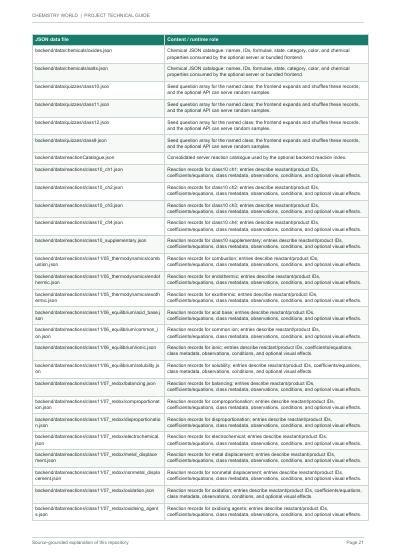 CHEMISTRY WORLD | PROJECT TECHNICAL GUIDE
JSON data file Content / runtime role
backend/data/chemicals/oxides.json Chemical JSON catalogue: names, IDs, formulae, state, category, color, and chemical
properties consumed by the optional server or bundled frontend.
backend/data/chemicals/salts.json Chemical JSON catalogue: names, IDs, formulae, state, category, color, and chemical
properties consumed by the optional server or bundled frontend.
backend/data/quizzes/class10.json Seed question array for the named class; the frontend expands and shuffles these records,
and the optional API can serve random samples.
backend/data/quizzes/class11.json Seed question array for the named class; the frontend expands and shuffles these records,
and the optional API can serve random samples.
backend/data/quizzes/class12.json Seed question array for the named class; the frontend expands and shuffles these records,
and the optional API can serve random samples.
backend/data/quizzes/class9.json Seed question array for the named class; the frontend expands and shuffles these records,
and the optional API can serve random samples.
backend/data/reactionCatalogue.json Consolidated server reaction catalogue used by the optional backend reaction index.
backend/data/reactions/class10_ch1.json Reaction records for class10 ch1; entries describe reactant/product IDs,
coefficients/equations, class metadata, observations, conditions, and optional visual effects.
backend/data/reactions/class10_ch2.json Reaction records for class10 ch2; entries describe reactant/product IDs,
coefficients/equations, class metadata, observations, conditions, and optional visual effects.
backend/data/reactions/class10_ch3.json Reaction records for class10 ch3; entries describe reactant/product IDs,
coefficients/equations, class metadata, observations, conditions, and optional visual effects.
backend/data/reactions/class10_ch4.json Reaction records for class10 ch4; entries describe reactant/product IDs,
coefficients/equations, class metadata, observations, conditions, and optional visual effects.
backend/data/reactions/class10_supplementary.json Reaction records for class10 supplementary; entries describe reactant/product IDs,
coefficients/equations, class metadata, observations, conditions, and optional visual effects.
backend/data/reactions/class11/05_thermodynamics/comb Reaction records for combustion; entries describe reactant/product IDs,
ustion.json coefficients/equations, class metadata, observations, conditions, and optional visual effects.
backend/data/reactions/class11/05_thermodynamics/endot Reaction records for endothermic; entries describe reactant/product IDs,
hermic.json coefficients/equations, class metadata, observations, conditions, and optional visual effects.
backend/data/reactions/class11/05_thermodynamics/exoth Reaction records for exothermic; entries describe reactant/product IDs,
ermic.json coefficients/equations, class metadata, observations, conditions, and optional visual effects.
backend/data/reactions/class11/06_equilibrium/acid_base.j Reaction records for acid base; entries describe reactant/product IDs,
son coefficients/equations, class metadata, observations, conditions, and optional visual effects.
backend/data/reactions/class11/06_equilibrium/common_i Reaction records for common ion; entries describe reactant/product IDs,
on.json coefficients/equations, class metadata, observations, conditions, and optional visual effects.
backend/data/reactions/class11/06_equilibrium/ionic.json Reaction records for ionic; entries describe reactant/product IDs, coefficients/equations,
class metadata, observations, conditions, and optional visual effects.
backend/data/reactions/class11/06_equilibrium/solubility.js Reaction records for solubility; entries describe reactant/product IDs, coefficients/equations,
on class metadata, observations, conditions, and optional visual effects.
backend/data/reactions/class11/07_redox/balancing.json Reaction records for balancing; entries describe reactant/product IDs,
coefficients/equations, class metadata, observations, conditions, and optional visual effects.
backend/data/reactions/class11/07_redox/comproportionat Reaction records for comproportionation; entries describe reactant/product IDs,
ion.json coefficients/equations, class metadata, observations, conditions, and optional visual effects.
backend/data/reactions/class11/07_redox/disproportionatio Reaction records for disproportionation; entries describe reactant/product IDs,
n.json coefficients/equations, class metadata, observations, conditions, and optional visual effects.
backend/data/reactions/class11/07_redox/electrochemical. Reaction records for electrochemical; entries describe reactant/product IDs,
json coefficients/equations, class metadata, observations, conditions, and optional visual effects.
backend/data/reactions/class11/07_redox/metal_displace Reaction records for metal displacement; entries describe reactant/product IDs,
ment.json coefficients/equations, class metadata, observations, conditions, and optional visual effects.
backend/data/reactions/class11/07_redox/nonmetal_displa Reaction records for nonmetal displacement; entries describe reactant/product IDs,
cement.json coefficients/equations, class metadata, observations, conditions, and optional visual effects.
backend/data/reactions/class11/07_redox/oxidation.json Reaction records for oxidation; entries describe reactant/product IDs, coefficients/equations,
class metadata, observations, conditions, and optional visual effects.
backend/data/reactions/class11/07_redox/oxidising_agent Reaction records for oxidising agents; entries describe reactant/product IDs,
s.json coefficients/equations, class metadata, observations, conditions, and optional visual effects.
Source-grounded explanation of this repository Page 21